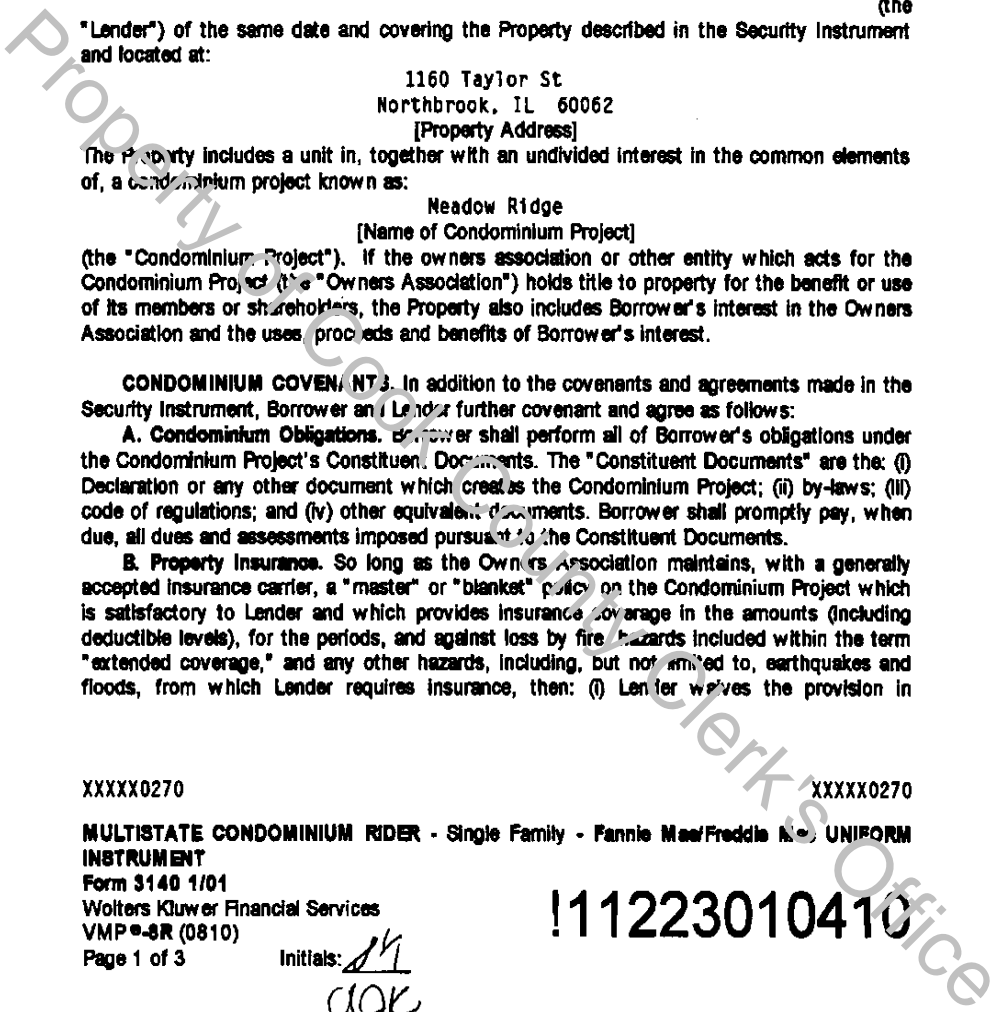 (the
"Lender") of the same date and covering the Property described in the Security Instrument
and located at:
1160 Taylor St
Northbrook, IL 60062
[Property Address]
The Property includes a unit in, together with an undivided interest in the common elements
of, a condominium project known as:
Meadow Ridge
[Name of Condominium Project]
(the "Condominium Project"). If the owners association or other entity which acts for the
Condominium Project (the "Owners Association") holds title to property for the benefit or use
of its members or shareholders, the Property also includes Borrower's interest in the Owners
Association and the uses, proceeds and benefits of Borrower's interest.
CONDOMINIUM COVENANTS. In addition to the covenants and agreements made in the
Security Instrument, Borrower and Lender further covenant and agree as follows:
A. Condominium Obligations. Borrower shall perform all of Borrower's obligations under
the Condominium Project's Constituent Documents. The "Constituent Documents" are the: (i)
Declaration or any other document which creates the Condominium Project; (ii) by-laws; (iii)
code of regulations; and (iv) other equivalent documents. Borrower shall promptly pay, when
due, all dues and assessments imposed pursuant to the Constituent Documents.
B. Property Insurance. So long as the Owners Association maintains, with a generally
accepted insurance carrier, a "master" or "blanket" policy on the Condominium Project which
is satisfactory to Lender and which provides insurance coverage in the amounts (including
deductible levels), for the periods, and against loss by fire, hazards included within the term
"extended coverage," and any other hazards, including, but not limited to, earthquakes and
floods, from which Lender requires insurance, then: (i) Lender waives the provision in
XXXXX0270 XXXXX0270
MULTISTATE CONDOMINIUM RIDER - Single Family - Fannie Mae/Freddie Mac UNIFORM
INSTRUMENT
Form 3140 1/01
Wolters Kluwer Financial Services
VMP®-8R (0810)
Page 1 of 3 Initials:
!11223010410
Property of Cook County Clerk's Office